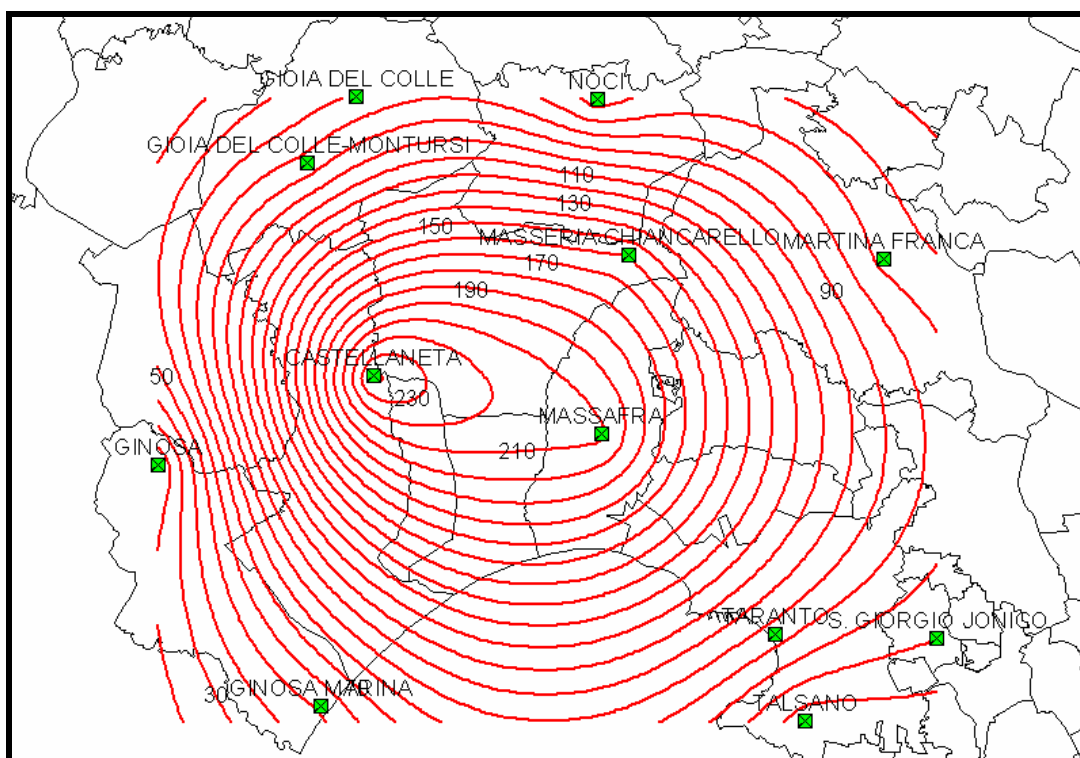 GIOIA DEL COLLE
NOCI
GIOIA DEL COLLE-MONTURSI
110
130
150
MASSERIA CHIANCARELLO
MARTINA FRANCA
170
190
90
CASTELLANETA
50
230
MASSAFRA
GINOSA
210
TARANTO
S. GIORGIO JONICO
30
GINOSA MARINA
70
TALSANO